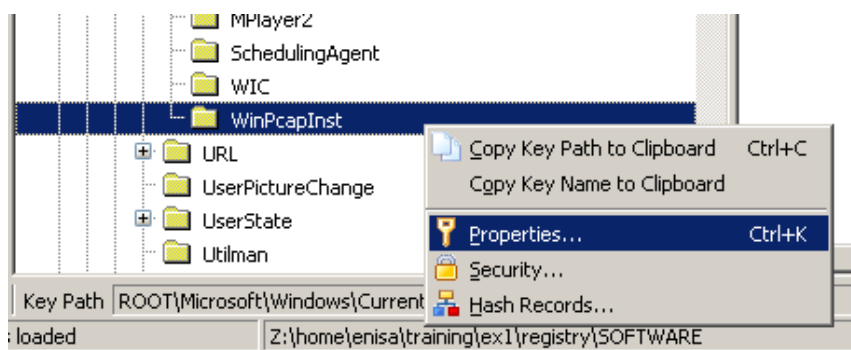 MPlayer2
SchedulingAgent
WIC
WinPcapInst
URL
Copy Key Path to Clipboard Ctrl+C
UserPictureChange
Copy Key Name to Clipboard
UserState
Properties... Ctrl+K
Utilman
Security...
Key Path ROOT\Microsoft\Windows\Current
Hash Records...
loaded Z:\home\enisa\training\ex1\registry\SOFTWARE